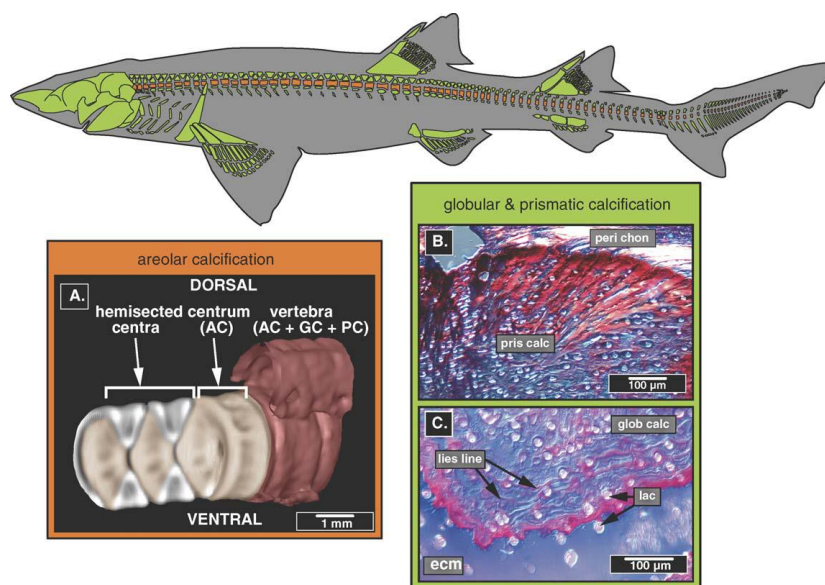 areolar calcification
A.
DORSAL
hemisected centra
centrum (AC)
vertebra (AC + GC + PC)
VENTRAL
1 mm
globular & prismatic calcification
B.
peri chon
pris calc
100 µm
C.
glob calc
lies line
lac
ecm
100 µm